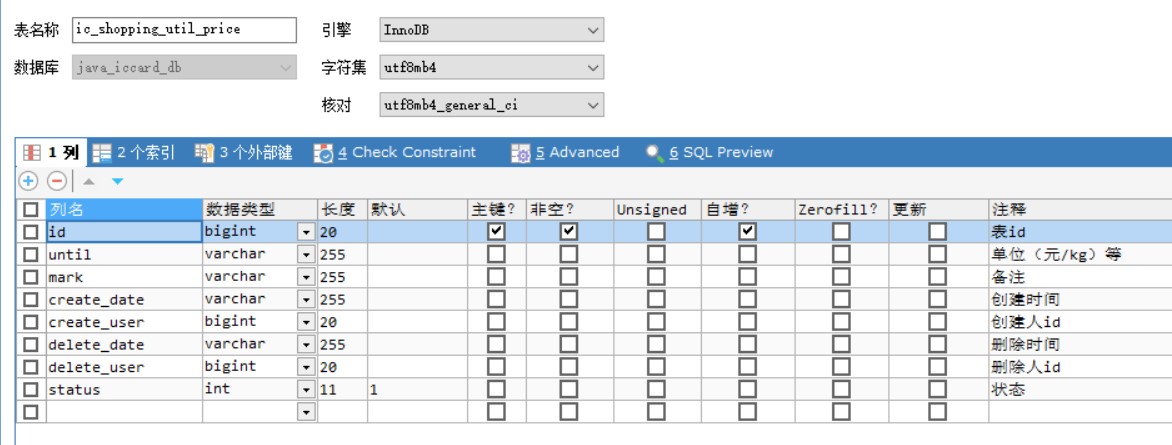 表名称 ic_shopping_util_price 引擎 InnoDB
数据库 java_iccard_db 字符集 utf8mb4
核对 utf8mb4_general_ci
1 列 2 个索引 3 个外部键 4 Check Constraint 5 Advanced 6 SQL Preview
列名 数据类型 长度 默认 主键? 非空? Unsigned 自增? Zerofill? 更新 注释
id bigint 20 表id
until varchar 255 单位（元/kg）等
mark varchar 255 备注
create_date varchar 255 创建时间
create_user bigint 20 创建人id
delete_date varchar 255 删除时间
delete_user bigint 20 删除人id
status int 11 1 状态